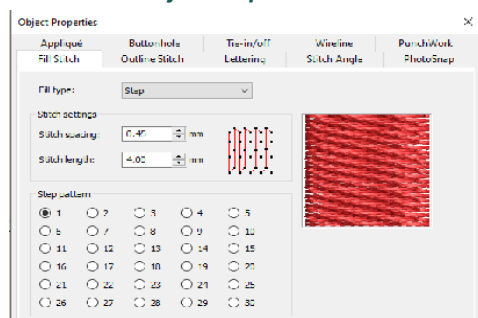 Object Properties
Appliqué Buttonhole Tie-in/off Wireline PunchWork
Fill Stitch Outline Stitch Lettering Stitch Angle PhotoSnap
Fill type: Step
Stitch settings
Stitch spacing: 0.45 mm
Stitch length: 4.00 mm
Step pattern
1 2 3 4 5
6 7 8 9 10
11 12 13 14 15
16 17 18 19 20
21 22 23 24 25
26 27 28 29 30